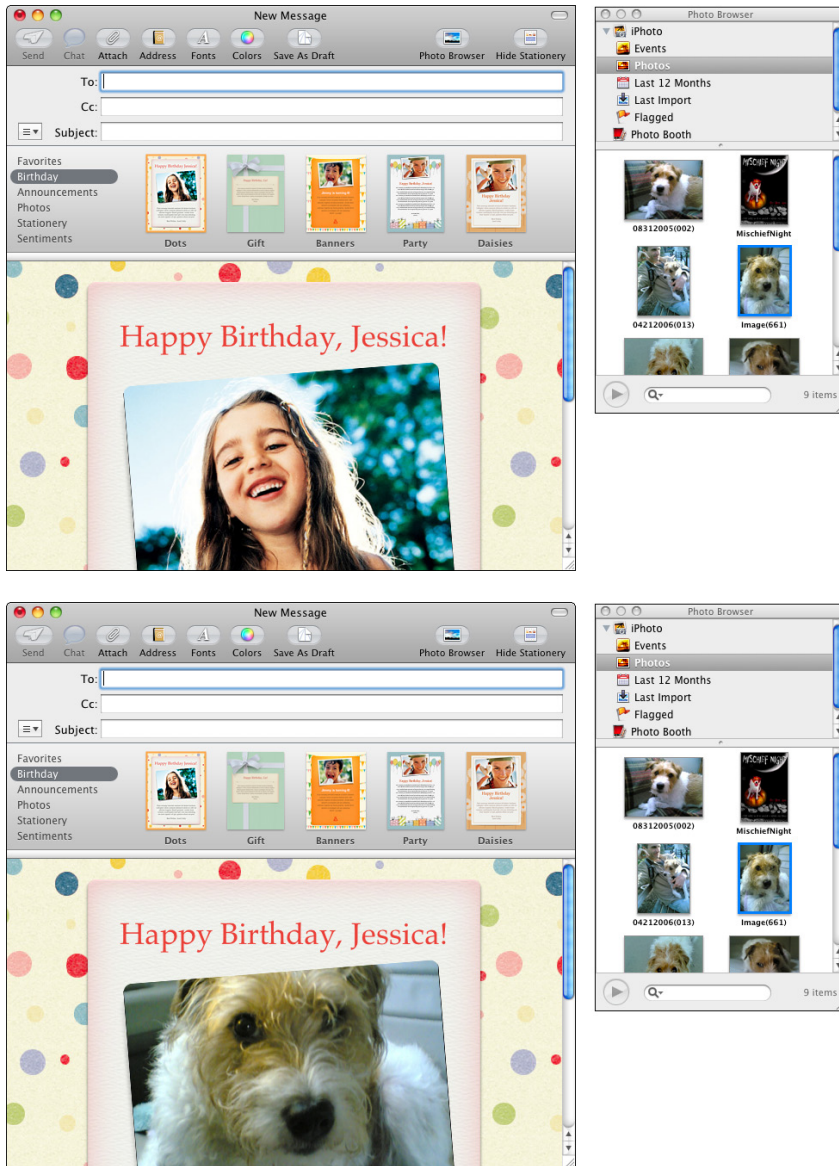 New Message
Send Chat Attach Address Fonts Colors Save As Draft Photo Browser Hide Stationery
To:
Cc:
Subject:
Favorites
Birthday
Announcements
Photos
Stationery
Sentiments
Dots Gift Banners Party Daisies
Happy Birthday, Jessica!
Photo Browser
iPhoto
Events
Photos
Last 12 Months
Last Import
Flagged
Photo Booth
MISCHIEF NIGHT
08312005(002) MischiefNight
04212006(013) Image(661)
9 items
New Message
Send Chat Attach Address Fonts Colors Save As Draft Photo Browser Hide Stationery
To:
Cc:
Subject:
Favorites
Birthday
Announcements
Photos
Stationery
Sentiments
Dots Gift Banners Party Daisies
Happy Birthday, Jessica!
Photo Browser
iPhoto
Events
Photos
Last 12 Months
Last Import
Flagged
Photo Booth
MISCHIEF NIGHT
08312005(002) MischiefNight
04212006(013) Image(661)
9 items